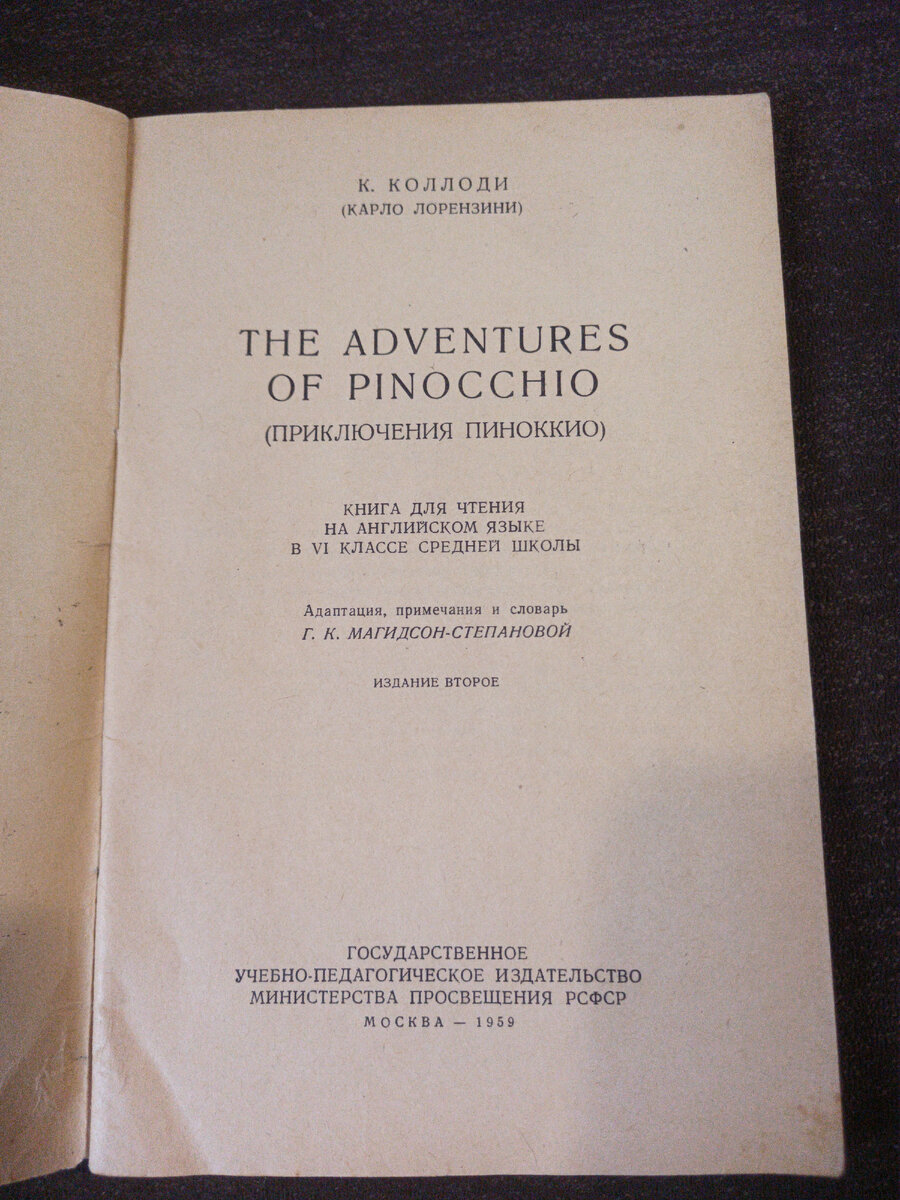 К. КОЛЛОДИ
(КАРЛО ЛОРЕНЗИНИ)
THE ADVENTURES
OF PINOCCHIO
(ПРИКЛЮЧЕНИЯ ПИНОККИО)
КНИГА ДЛЯ ЧТЕНИЯ
НА АНГЛИЙСКОМ ЯЗЫКЕ
В VI КЛАССЕ СРЕДНЕЙ ШКОЛЫ
Адаптация, примечания и словарь
Г. К. МАГИДСОН-СТЕПАНОВОЙ
ИЗДАНИЕ ВТОРОЕ
ГОСУДАРСТВЕННОЕ
УЧЕБНО-ПЕДАГОГИЧЕСКОЕ ИЗДАТЕЛЬСТВО
МИНИСТЕРСТВА ПРОСВЕЩЕНИЯ РСФСР
МОСКВА — 1959